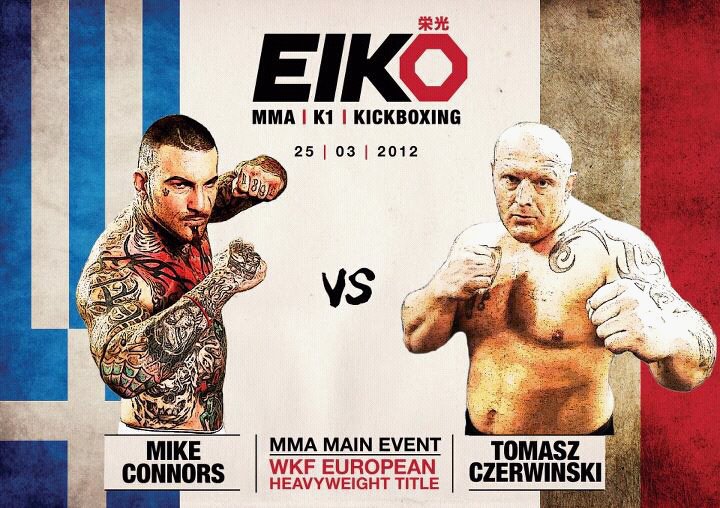 栄光
EIKO
MMA | K1 | KICKBOXING
25 | 03 | 2012
VS
MIKE
CONNORS
MMA MAIN EVENT
WKF EUROPEAN
HEAVYWEIGHT TITLE
TOMASZ
CZERWINSKI